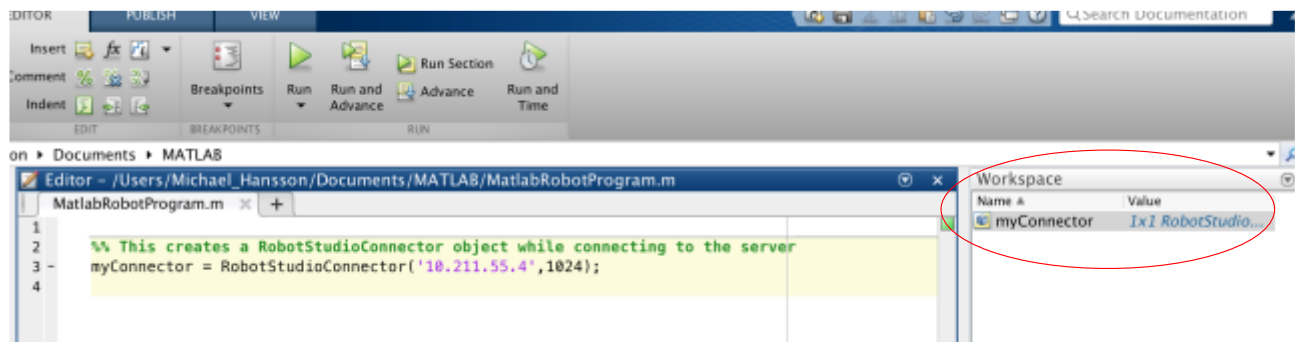 EDITOR PUBLISH VIEW Search Documentation
Insert fx
Comment
Indent
Breakpoints
Run
Run and Advance
Run Section
Advance
Run and Time
EDIT BREAKPOINTS RUN
on ▸ Documents ▸ MATLAB
Editor – /Users/Michael_Hansson/Documents/MATLAB/MatlabRobotProgram.m
MatlabRobotProgram.m × +
1
2 %% This creates a RobotStudioConnector object while connecting to the server
3 – myConnector = RobotStudioConnector('10.211.55.4',1024);
4
Workspace
Name Value
myConnector 1x1 RobotStudio...